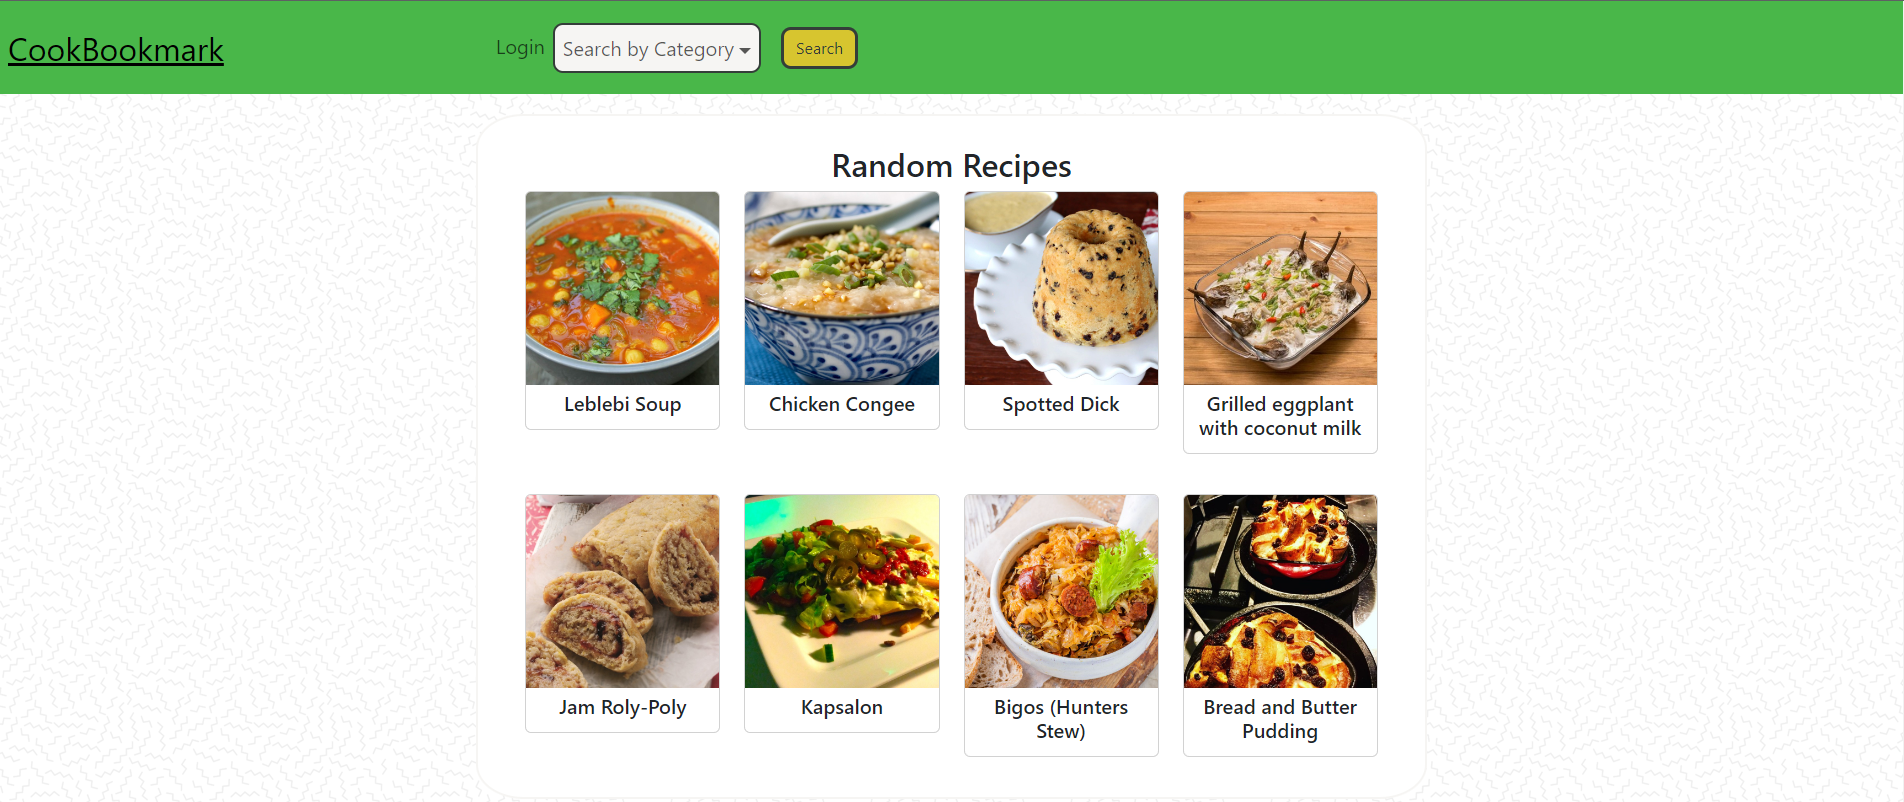 CookBookmark
Login
Search by Category
Search
Random Recipes
Leblebi Soup
Chicken Congee
Spotted Dick
Grilled eggplant
with coconut milk
Jam Roly-Poly
Kapsalon
Bigos (Hunters
Stew)
Bread and Butter
Pudding